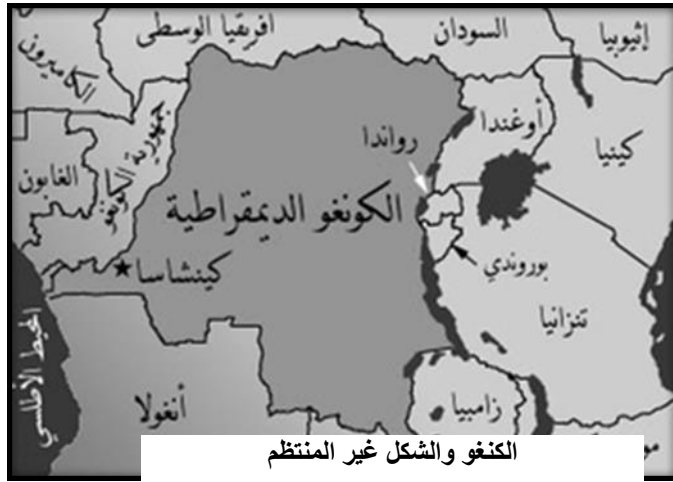 افريقيا الوسطى
السودان
إثيوبيا
الكاميرون
أوغندا
كينيا
رواندا
جمهورية الكونغو
الغابون
الكونغو الديمقراطية
كينشاسا
بوروندي
تنزانيا
المحيط الأطلسي
أنغولا
زامبيا
مو
الكنغو والشكل غير المنتظم